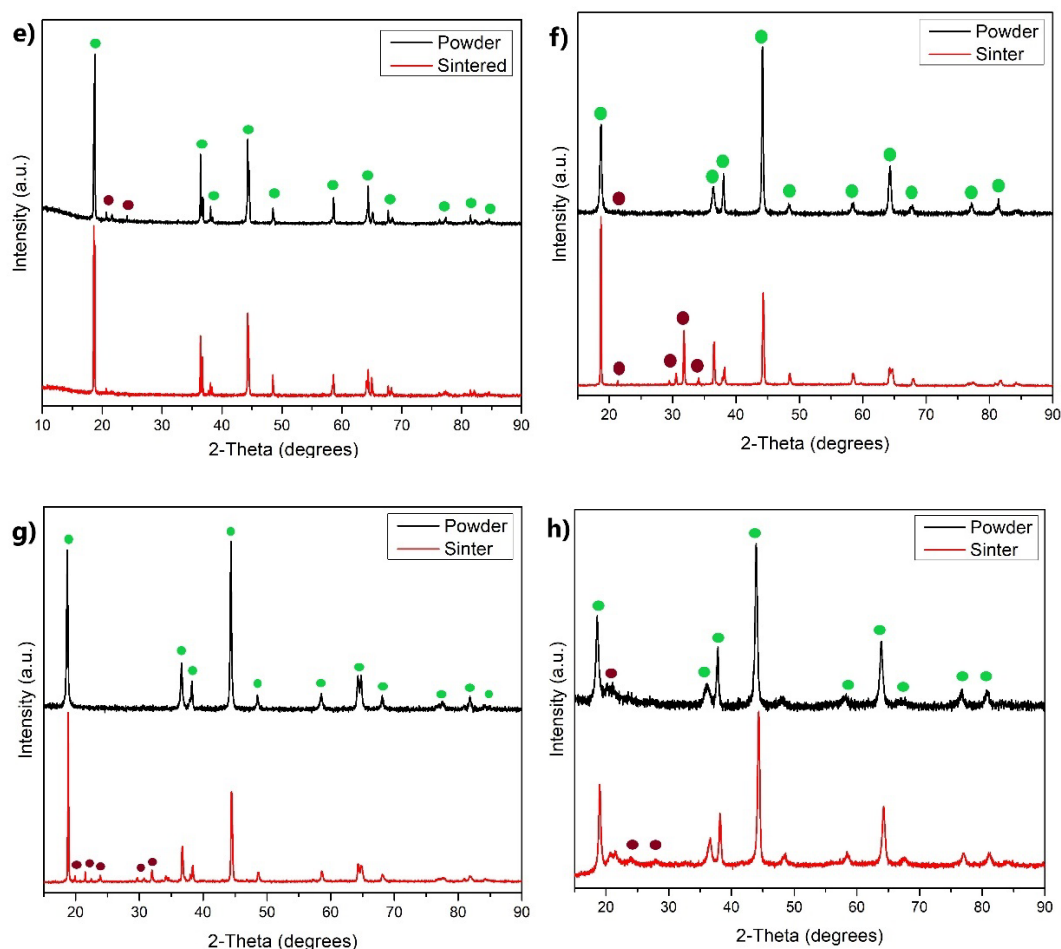 e)
Powder
Sintered
Intensity (a.u.)
10 20 30 40 50 60 70 80 90
2-Theta (degrees)
f)
Powder
Sinter
Intensity (a.u.)
20 30 40 50 60 70 80 90
2-Theta (degrees)
g)
Powder
Sinter
Intensity (a.u.)
20 30 40 50 60 70 80 90
2-Theta (degrees)
h)
Powder
Sinter
Intensity (a.u.)
20 30 40 50 60 70 80 90
2-Theta (degrees)